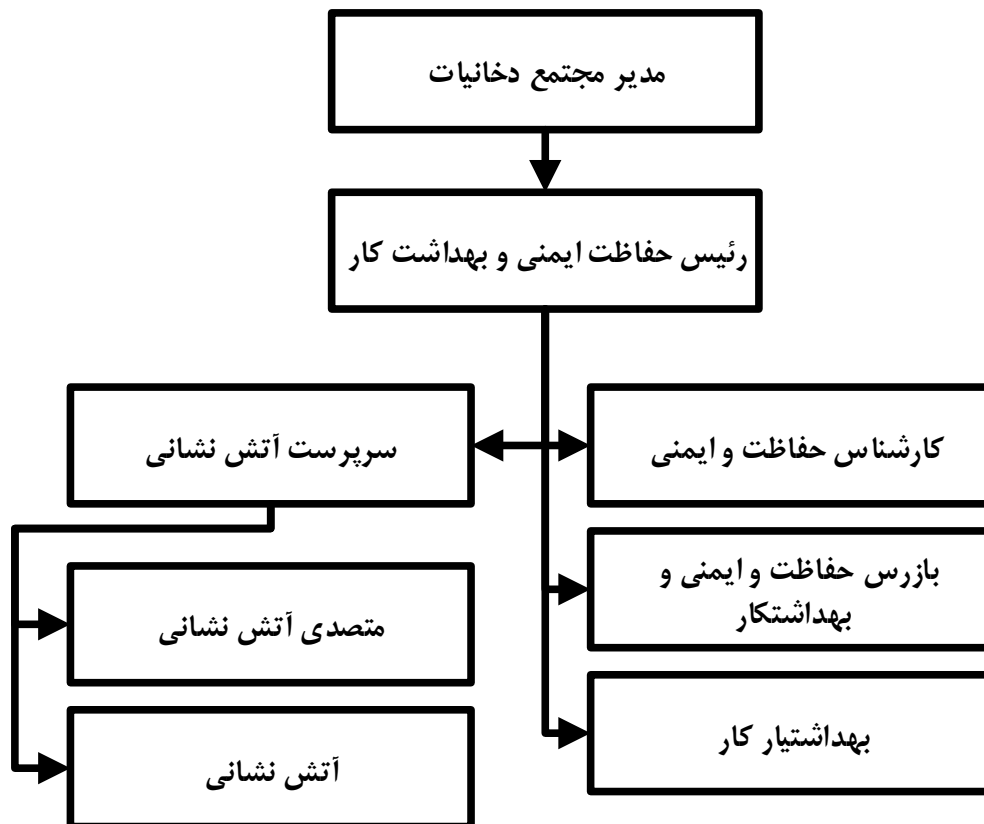 مدیر مجتمع دخانیات
رئیس حفاظت ایمنی و بهداشت کار
کارشناس حفاظت و ایمنی
سرپرست آتش نشانی
بازرس حفاظت و ایمنی و
بهداشتکار
متصدی آتش نشانی
بهداشتیار کار
آتش نشانی